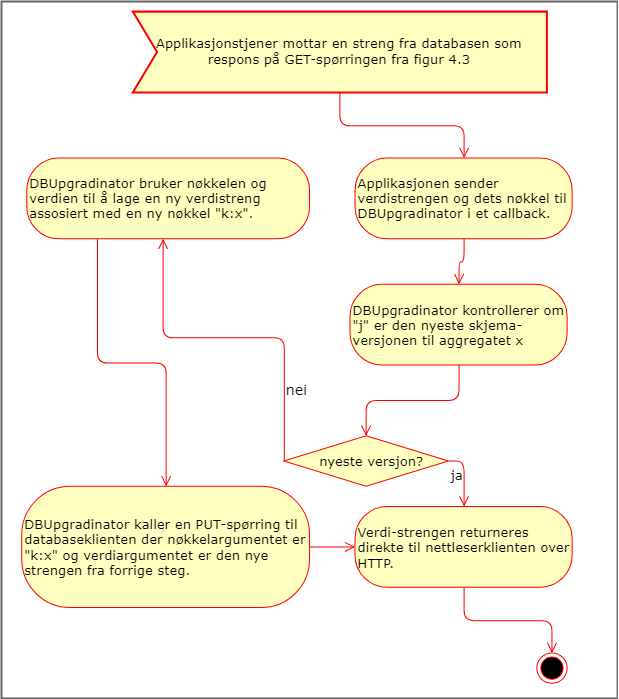 Applikasjonstjener mottar en streng fra databasen som
respons på GET-spørringen fra figur 4.3
Applikasjonen sender
verdistrengen og dets nøkkel til
DBUpgradinator i et callback.
DBUpgradinator kontrollerer om
"j" er den nyeste skjema-
versjonen til aggregatet x
nyeste versjon?
nei
ja
DBUpgradinator bruker nøkkelen og
verdien til å lage en ny verdistreng
assosiert med en ny nøkkel "k:x".
DBUpgradinator kaller en PUT-spørring til
databaseklienten der nøkkelargumentet er
"k:x" og verdiargumentet er den nye
strengen fra forrige steg.
Verdi-strengen returneres
direkte til nettleserklienten over
HTTP.